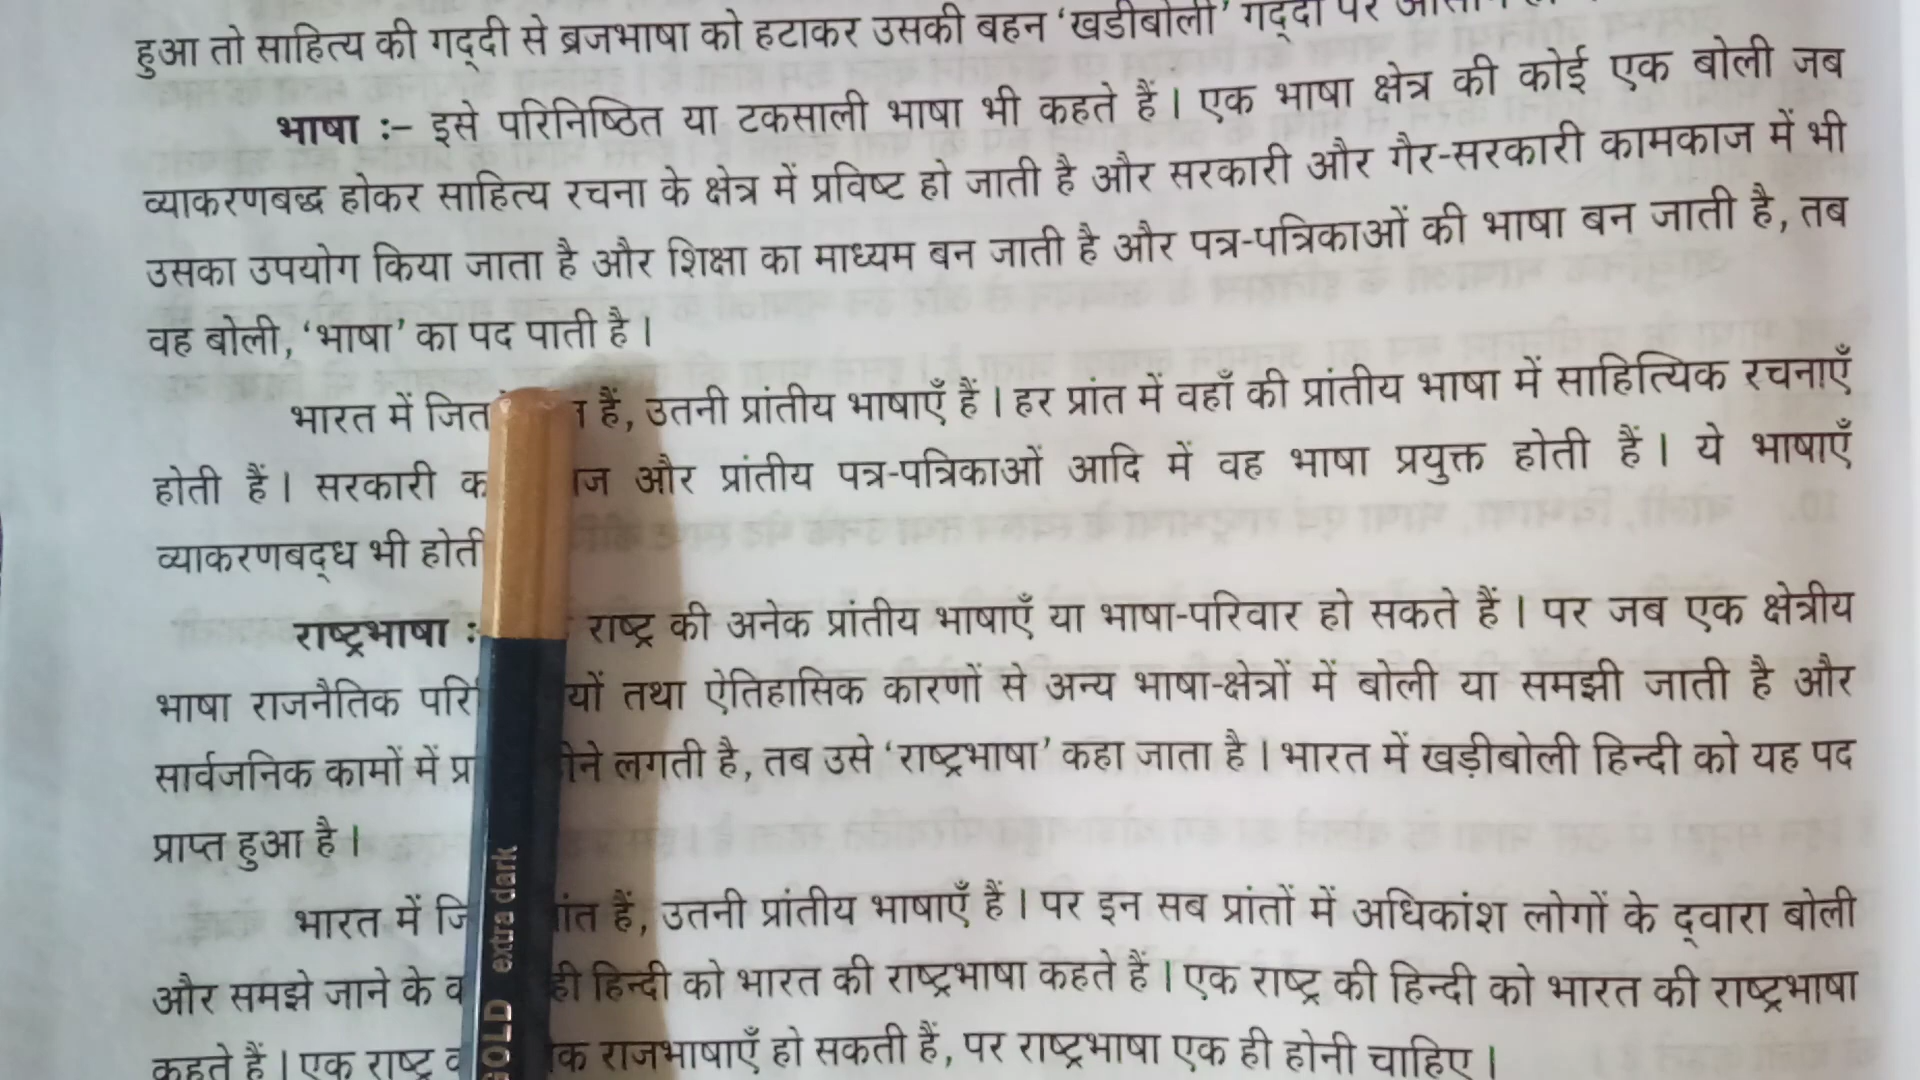 हुआ तो साहित्य की गद्‌दी से ब्रजभाषा को हटाकर उसकी बहन ‘खडीबोली’ गद्‌दी पर
भाषा :– इसे परिनिष्ठित या टकसाली भाषा भी कहते हैं । एक भाषा क्षेत्र की कोई एक बोली जब
व्याकरणबद्ध होकर साहित्य रचना के क्षेत्र में प्रविष्ट हो जाती है और सरकारी और गैर-सरकारी कामकाज में भी
उसका उपयोग किया जाता है और शिक्षा का माध्यम बन जाती है और पत्र-पत्रिकाओं की भाषा बन जाती है, तब
वह बोली, ‘भाषा’ का पद पाती है ।
भारत में हैं, उतनी प्रांतीय भाषाएँ हैं । हर प्रांत में वहाँ की प्रांतीय भाषा में साहित्यिक रचनाएँ
होती हैं । सरकारी और प्रांतीय पत्र-पत्रिकाओं आदि में वह भाषा प्रयुक्त होती हैं । ये भाषाएँ
व्याकरणबद्‌ध भी होती
राष्ट्रभाषा : राष्ट्र की अनेक प्रांतीय भाषाएँ या भाषा-परिवार हो सकते हैं । पर जब एक क्षेत्रीय
भाषा राजनैतिक तथा ऐतिहासिक कारणों से अन्य भाषा-क्षेत्रों में बोली या समझी जाती है और
सार्वजनिक कामों में लगती है, तब उसे ‘राष्ट्रभाषा’ कहा जाता है । भारत में खड़ीबोली हिन्दी को यह पद
प्राप्त हुआ है ।
भारत में हैं, उतनी प्रांतीय भाषाएँ हैं । पर इन सब प्रांतों में अधिकांश लोगों के द्‌वारा बोली
और समझे जाने के ही हिन्दी को भारत की राष्ट्रभाषा कहते हैं । एक राष्ट्र की हिन्दी को भारत की राष्ट्रभाषा
कहते हैं । एक राष्ट्र राजभाषाएँ हो सकती हैं, पर राष्ट्रभाषा एक ही होनी चाहिए ।
GOLD extra dark